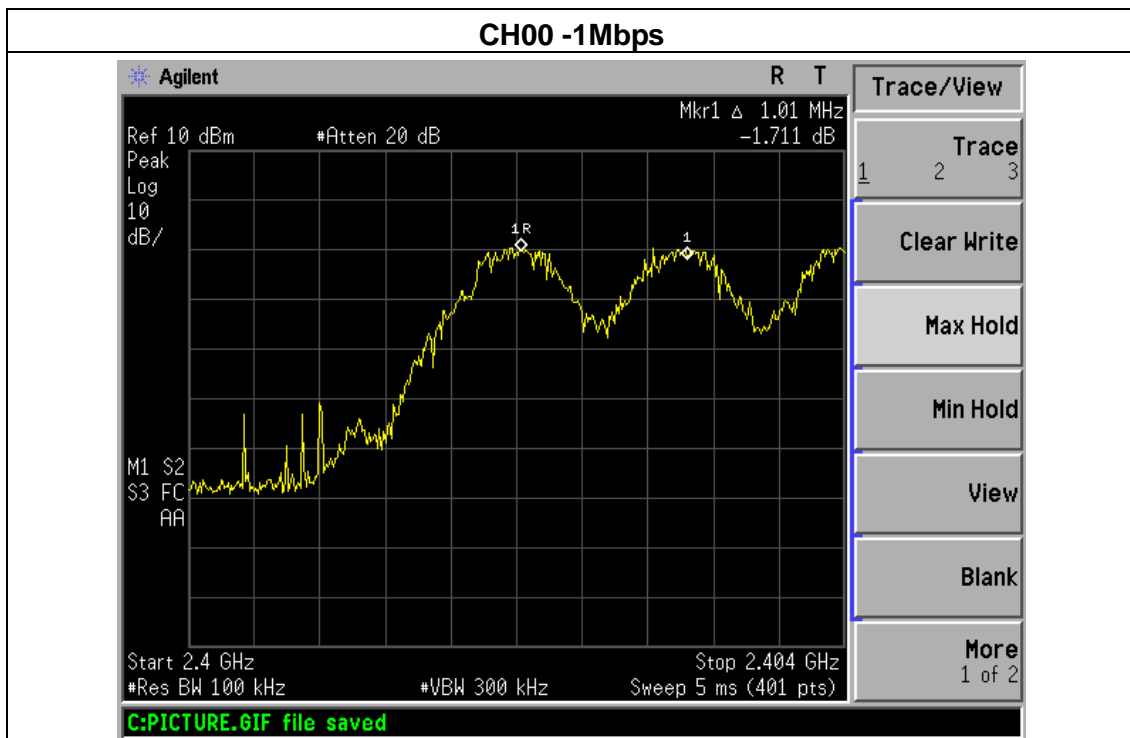 CH00 -1Mbps
Agilent
R T
Trace/View
Mkr1 Δ 1.01 MHz
Ref 10 dBm #Atten 20 dB -1.711 dB
Peak
Log
10
dB/
1R
1
M1 S2
S3 FC
AA
Start 2.4 GHz Stop 2.404 GHz
#Res BW 100 kHz #VBW 300 kHz Sweep 5 ms (401 pts)
C:PICTURE.GIF file saved
Trace
1 2 3
Clear Write
Max Hold
Min Hold
View
Blank
More
1 of 2